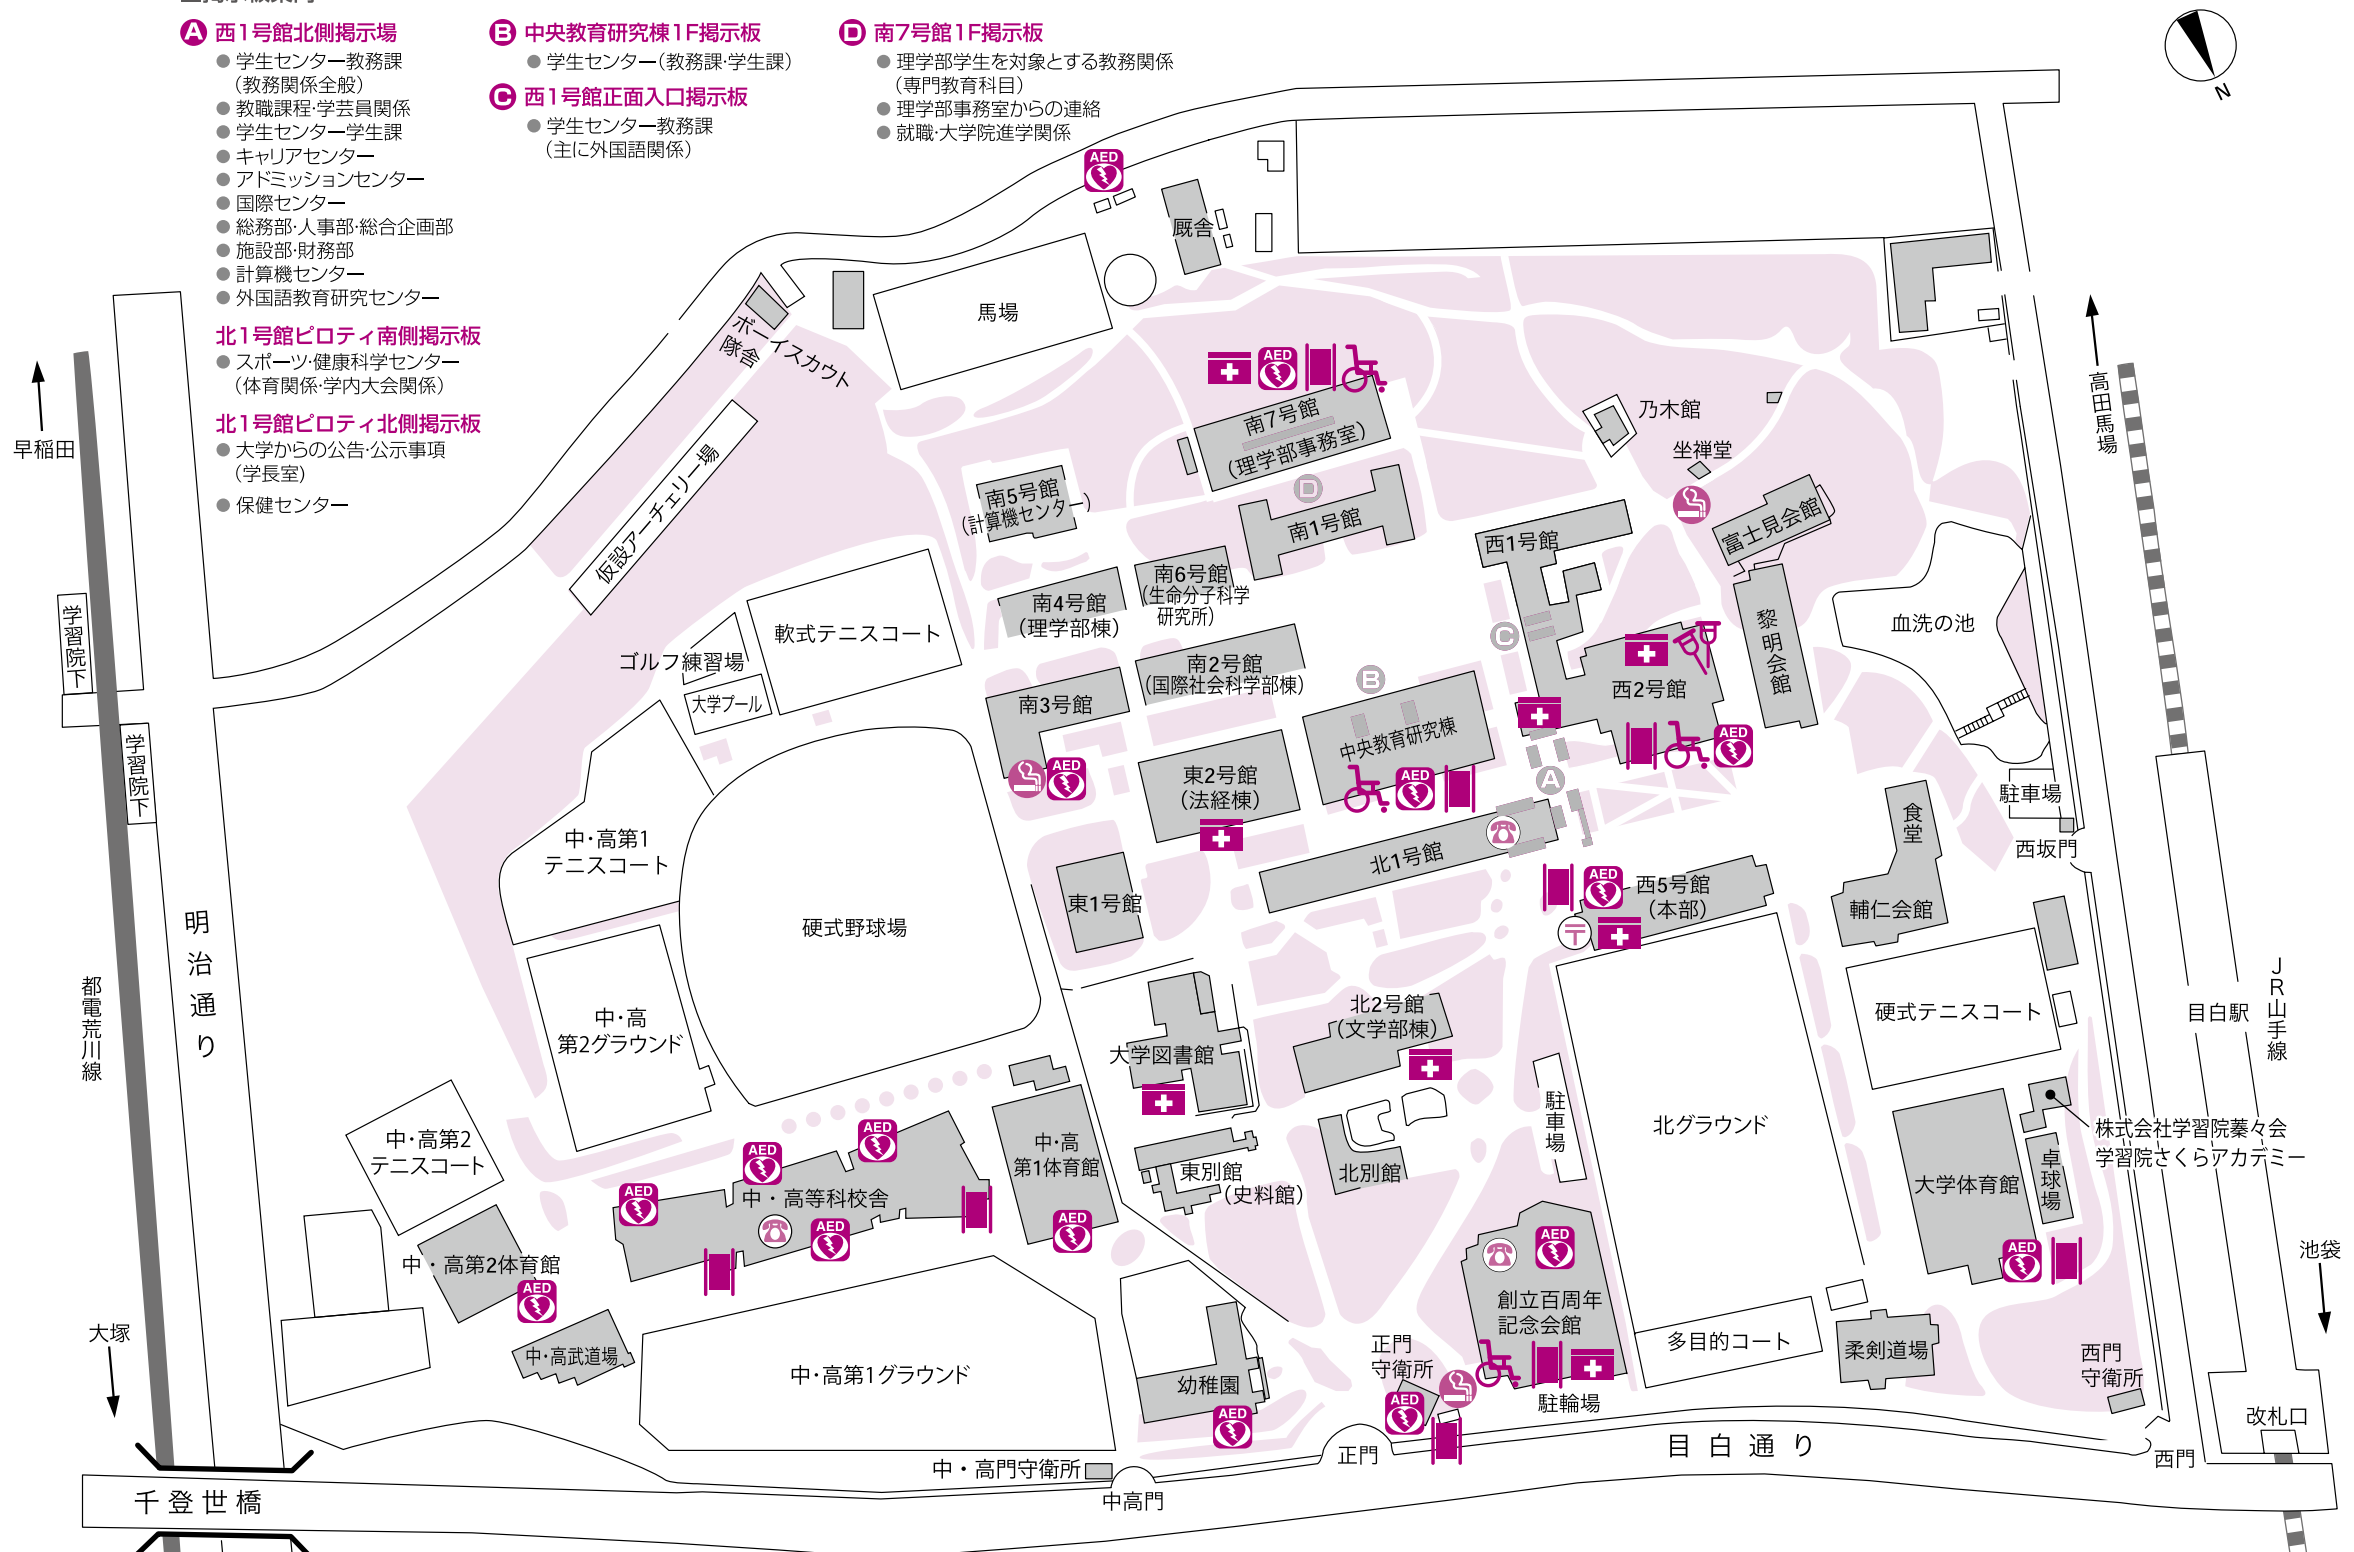 A 西1号館北側掲示場
● 学生センター教務課
(教務関係全般)
● 教職課程・学芸員関係
● 学生センター学生課
● キャリアセンター
● アドミッションセンター
● 国際センター
● 総務部・人事部・総合企画部
● 施設部・財務部
● 計算機センター
● 外国語教育研究センター
北1号館ピロティ南側掲示板
● スポーツ・健康科学センター
(体育関係・学内大会関係)
北1号館ピロティ北側掲示板
● 大学からの公告・公示事項
(学長室)
● 保健センター
B 中央教育研究棟1F掲示板
● 学生センター(教務課・学生課)
C 西1号館正面入口掲示板
● 学生センター教務課
(主に外国語関係)
D 南7号館1F掲示板
● 理学部学生を対象とする教務関係
(専門教育科目)
● 理学部事務室からの連絡
● 就職・大学院進学関係
N
AED
厩舎
馬場
ボーイスカウト
隊舎
仮設アーチェリー場
早稲田
学習院下
学習院下
明治通り
都電荒川線
大塚
千登世橋
AED
南7号館
(理学部事務室)
D
南5号館
(計算機センター)
南1号館
南6号館
(生命分子科学
研究所)
南4号館
(理学部棟)
南2号館
(国際社会科学部棟)
南3号館
AED
乃木館
坐禅堂
富士見会館
西1号館
C
黎明会館
血洗の池
高田馬場
西2号館
AED
B
中央教育研究棟
AED
A
東2号館
(法経棟)
北1号館
東1号館
AED
西5号館
(本部)
〒
食堂
輔仁会館
駐車場
西坂門
軟式テニスコート
ゴルフ練習場
大学プール
中・高第1
テニスコート
硬式野球場
中・高
第2グラウンド
中・高第2
テニスコート
中・高第2体育館
AED
中・高武道場
AED
AED
AED
中・高等科校舎
AED
中・高
第1体育館
AED
中・高第1グラウンド
大学図書館
北2号館
(文学部棟)
東別館
(史料館)
北別館
駐車場
北グラウンド
硬式テニスコート
目白駅
JR山手線
株式会社学習院蓁々会
学習院さくらアカデミー
大学体育館
卓球場
AED
池袋
AED
創立百周年
記念会館
駐輪場
多目的コート
柔剣道場
西門
守衛所
改札口
西門
幼稚園
AED
正門
守衛所
AED
正門
目白通り
中・高門守衛所
中高門